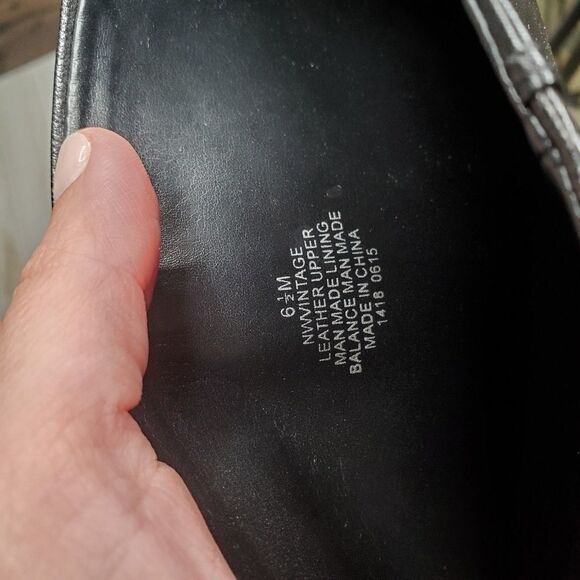 6½M
NWVINTAGE
LEATHER UPPER
MAN MADE LINING
BALANCE MAN MADE
MADE IN CHINA
1418 0615